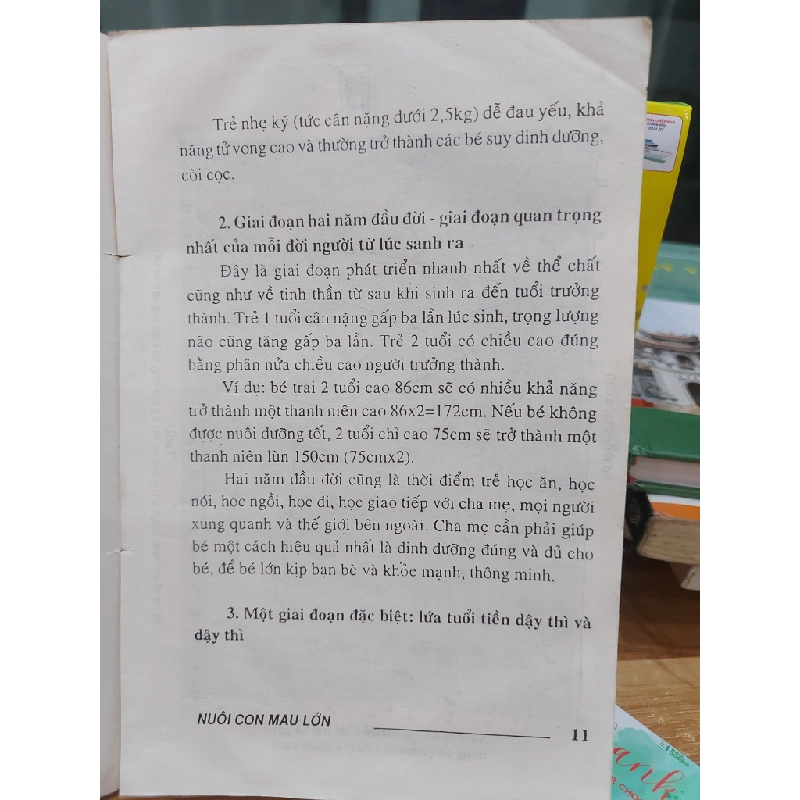 Trẻ nhẹ ký (tức cân nặng dưới 2,5kg) dễ đau yếu, khả
năng tử vong cao và thường trở thành các bé suy dinh dưỡng,
còi cọc.
2. Giai đoạn hai năm đầu đời - giai đoạn quan trọng
nhất của mỗi đời người từ lúc sanh ra
Đây là giai đoạn phát triển nhanh nhất về thể chất
cũng như về tinh thần từ sau khi sinh ra đến tuổi trưởng
thành. Trẻ 1 tuổi cân nặng gấp ba lần lúc sinh, trọng lượng
não cũng tăng gấp ba lần. Trẻ 2 tuổi có chiều cao đúng
bằng phân nửa chiều cao người trưởng thành.
Ví dụ: bé trai 2 tuổi cao 86cm sẽ có nhiều khả năng
trở thành một thanh niên cao 86x2=172cm. Nếu bé không
được nuôi dưỡng tốt, 2 tuổi chỉ cao 75cm sẽ trở thành một
thanh niên lùn 150cm (75cmx2).
Hai năm đầu đời cũng là thời điểm trẻ học ăn, học
nói, học ngồi, học đi, học giao tiếp với cha mẹ, mọi người
xung quanh và thế giới bên ngoài. Cha mẹ cần phải giúp
bé một cách hiệu quả nhất là dinh dưỡng đúng và đủ cho
bé, để bé lớn kịp bạn bè và khỏe mạnh, thông minh.
3. Một giai đoạn đặc biệt: lứa tuổi tiền dậy thì và
dậy thì
NUÔI CON MAU LỚN 11